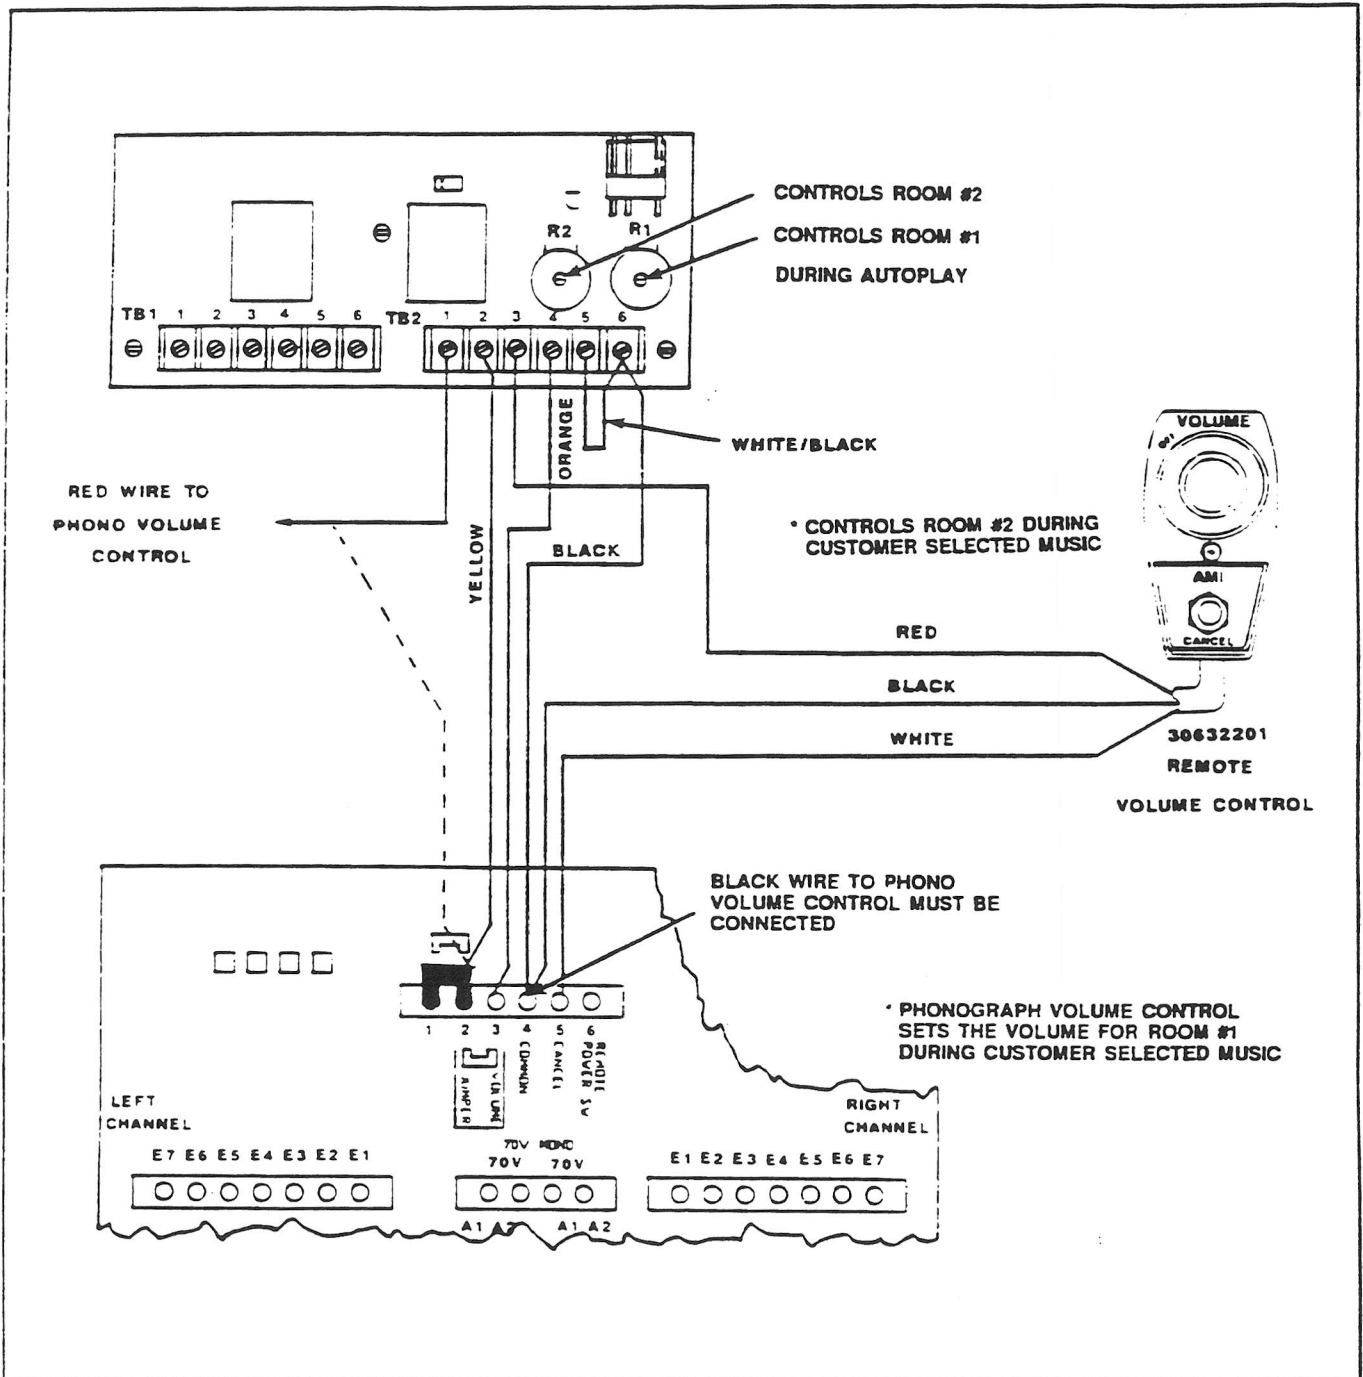 CONTROLS ROOM #2
R2
R1
CONTROLS ROOM #1
DURING AUTOPLAY
TB1 1 2 3 4 5 6 TB2 1 2 3 4 5 6
ORANGE
WHITE/BLACK
VOLUME
RED WIRE TO
PHONO VOLUME
CONTROL
YELLOW
BLACK
* CONTROLS ROOM #2 DURING
CUSTOMER SELECTED MUSIC
AMI
CANCEL
RED
BLACK
WHITE
30632201
REMOTE
VOLUME CONTROL
BLACK WIRE TO PHONO
VOLUME CONTROL MUST BE
CONNECTED
* PHONOGRAPH VOLUME CONTROL
SETS THE VOLUME FOR ROOM #1
DURING CUSTOMER SELECTED MUSIC
1 2 3 4 5 6
JUMPER
VOLUME
COMMON
CANCEL
POWER SW
REMOTE
LEFT
CHANNEL
RIGHT
CHANNEL
70V MONO
70V 70V
E7 E6 E5 E4 E3 E2 E1
E1 E2 E3 E4 E5 E6 E7
A1 A2 A1 A2